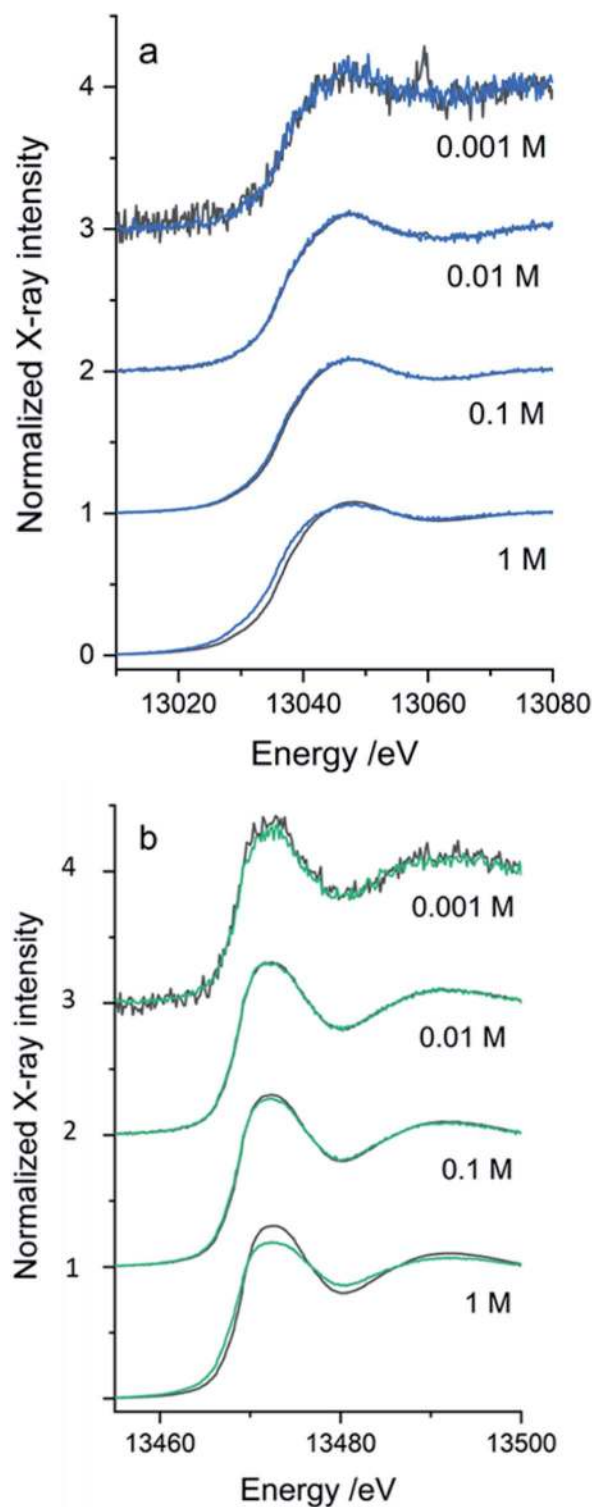 a
4
0.001 M
3
0.01 M
2
0.1 M
1
1 M
0
Normalized X-ray intensity
13020 13040 13060 13080
Energy /eV
b
4
0.001 M
3
0.01 M
2
0.1 M
1
1 M
Normalized X-ray intensity
13460 13480 13500
Energy /eV